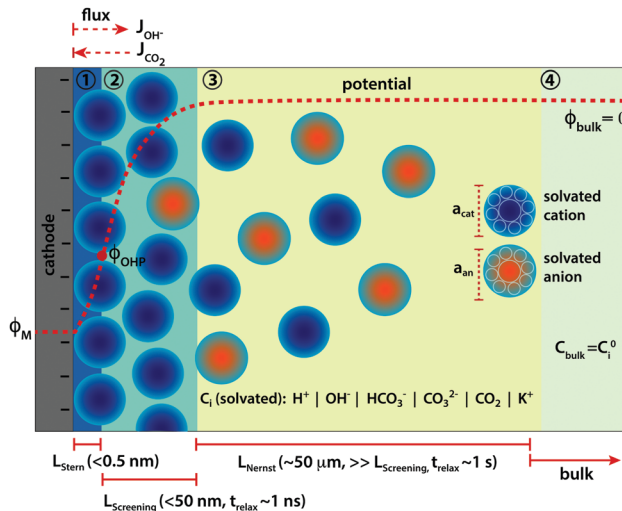 flux
J_OH-
J_CO2
① ② ③ ④
potential
ϕ_bulk= 0
cathode
ϕ_OHP
ϕ_M
a_cat
solvated
cation
a_an
solvated
anion
C_bulk=C_i^0
C_i (solvated): H⁺ | OH⁻ | HCO₃⁻ | CO₃²⁻ | CO₂ | K⁺
L_Stern (<0.5 nm)
L_Nernst (~50 μm, >> L_Screening, t_relax~1 s)
bulk
L_Screening (<50 nm, t_relax~1 ns)